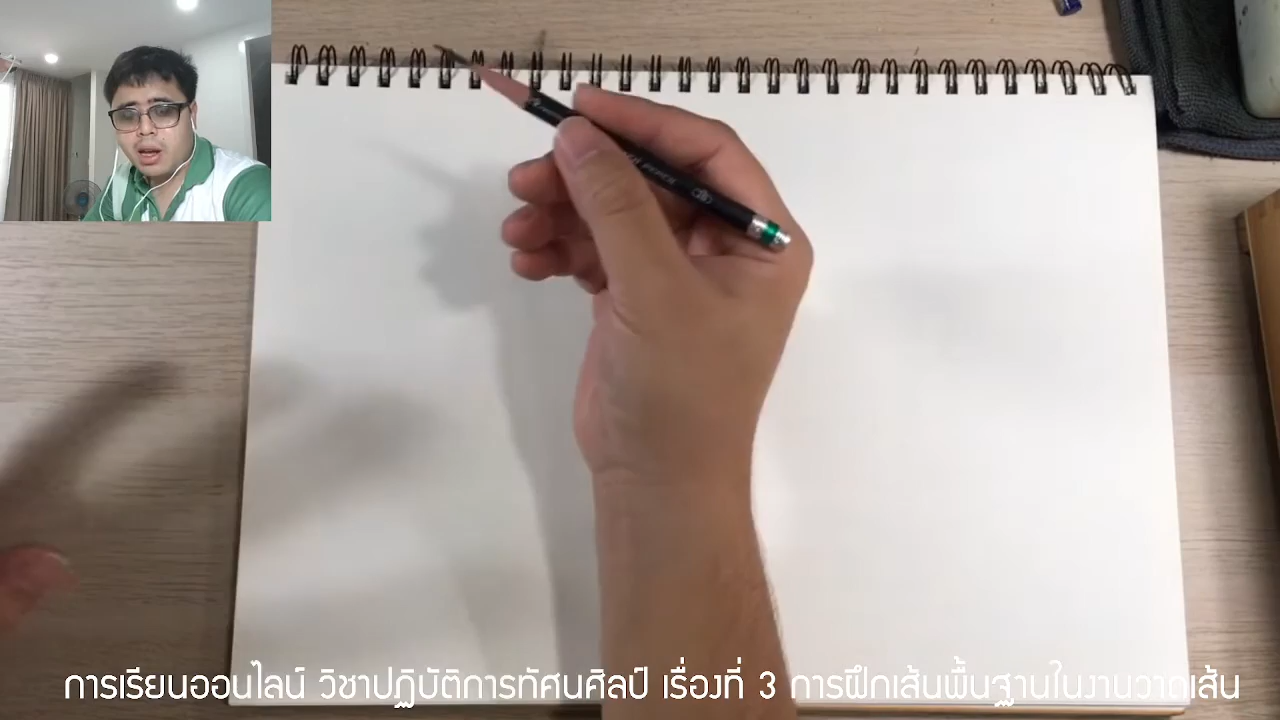 การเรียนออนไลน์ วิชาปฏิบัติการทัศนศิลป์ เรื่องที่ 3 การฝึกเส้นพื้นฐานในงานวาดเส้น